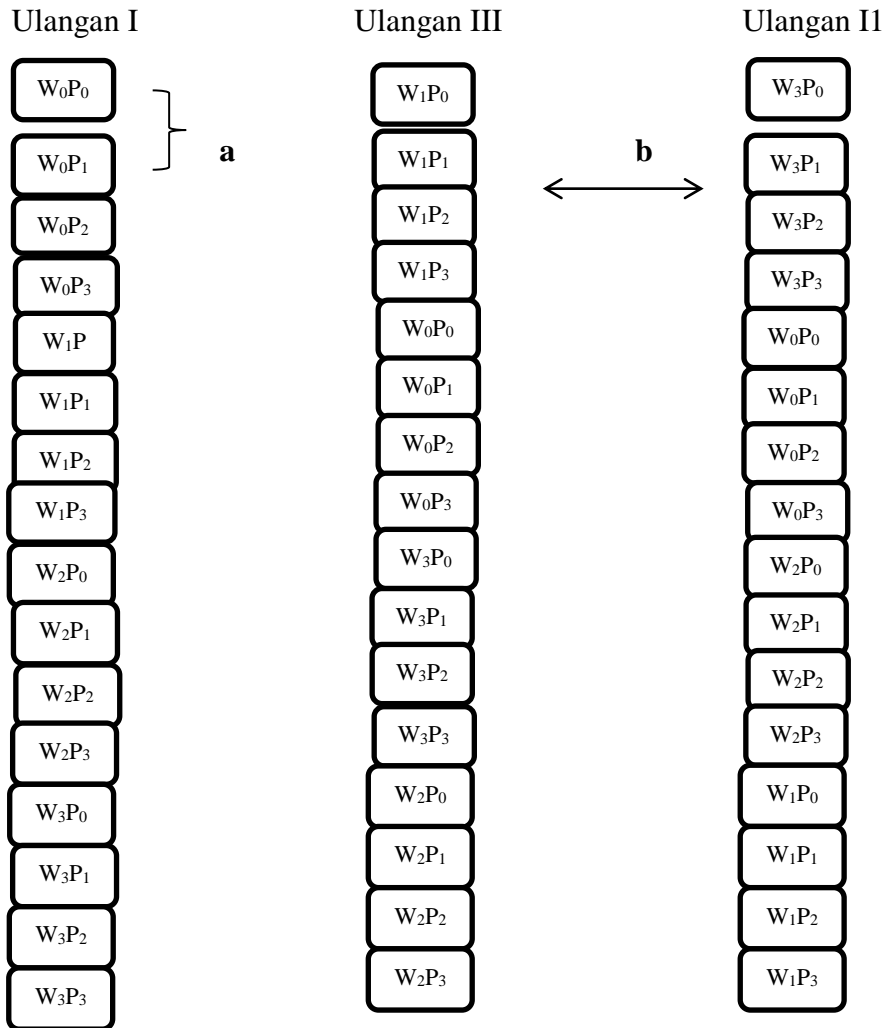 Ulangan I Ulangan III Ulangan I1
W₀P₀ W₁P₀ W₃P₀
a b
W₀P₁ W₁P₁ W₃P₁
W₀P₂ W₁P₂ W₃P₂
W₀P₃ W₁P₃ W₃P₃
W₁P W₀P₀ W₀P₀
W₁P₁ W₀P₁ W₀P₁
W₁P₂ W₀P₂ W₀P₂
W₁P₃ W₀P₃ W₀P₃
W₂P₀ W₃P₀ W₂P₀
W₂P₁ W₃P₁ W₂P₁
W₂P₂ W₃P₂ W₂P₂
W₂P₃ W₃P₃ W₂P₃
W₃P₀ W₂P₀ W₁P₀
W₃P₁ W₂P₁ W₁P₁
W₃P₂ W₂P₂ W₁P₂
W₃P₃ W₂P₃ W₁P₃